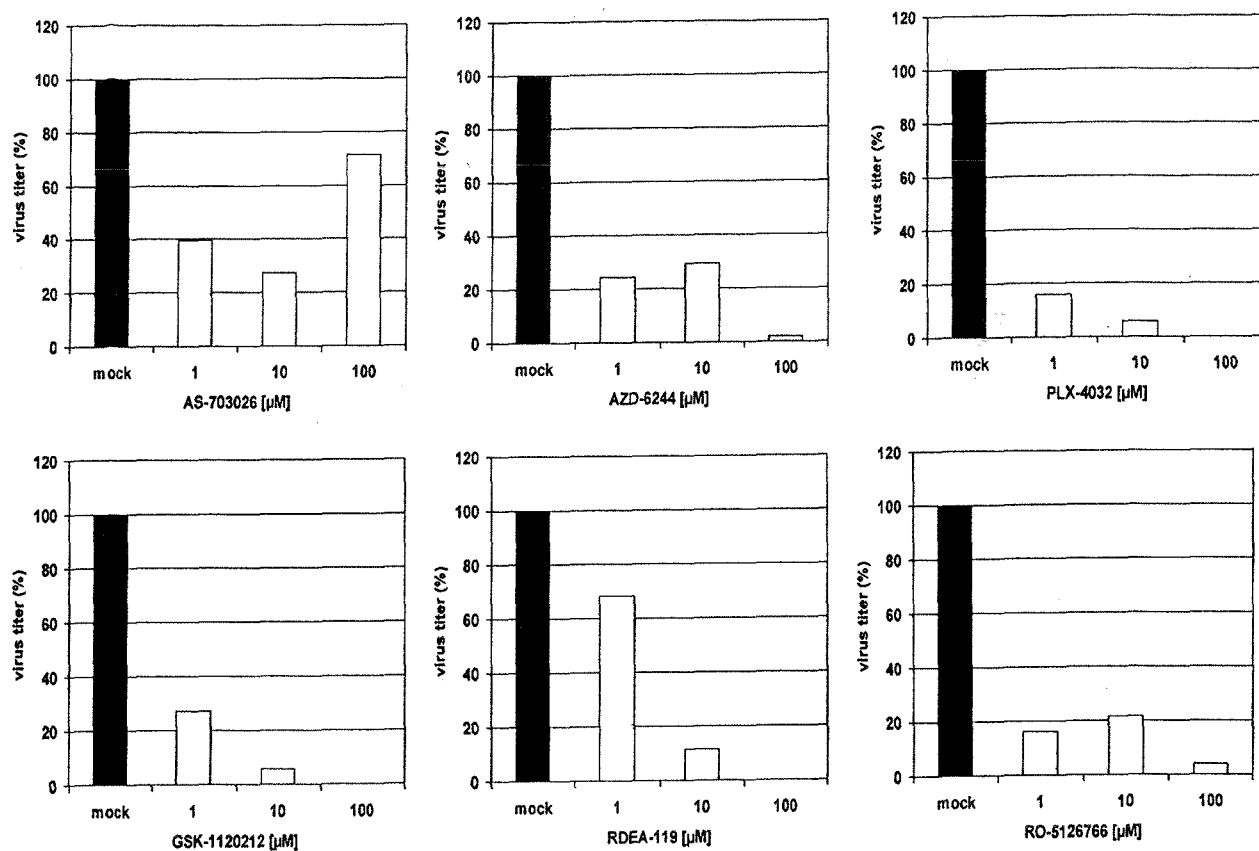 120
100
80
60
40
20
0
virus titer (%)
mock 1 10 100
AS-703026 [µM]
120
100
80
60
40
20
0
virus titer (%)
mock 1 10 100
AZD-6244 [µM]
120
100
80
60
40
20
0
virus titer (%)
mock 1 10 100
PLX-4032 [µM]
120
100
80
60
40
20
0
virus titer (%)
mock 1 10 100
GSK-1120212 [µM]
120
100
80
60
40
20
0
virus titer (%)
mock 1 10 100
RDEA-119 [µM]
120
100
80
60
40
20
0
virus titer (%)
mock 1 10 100
RO-5126766 [µM]